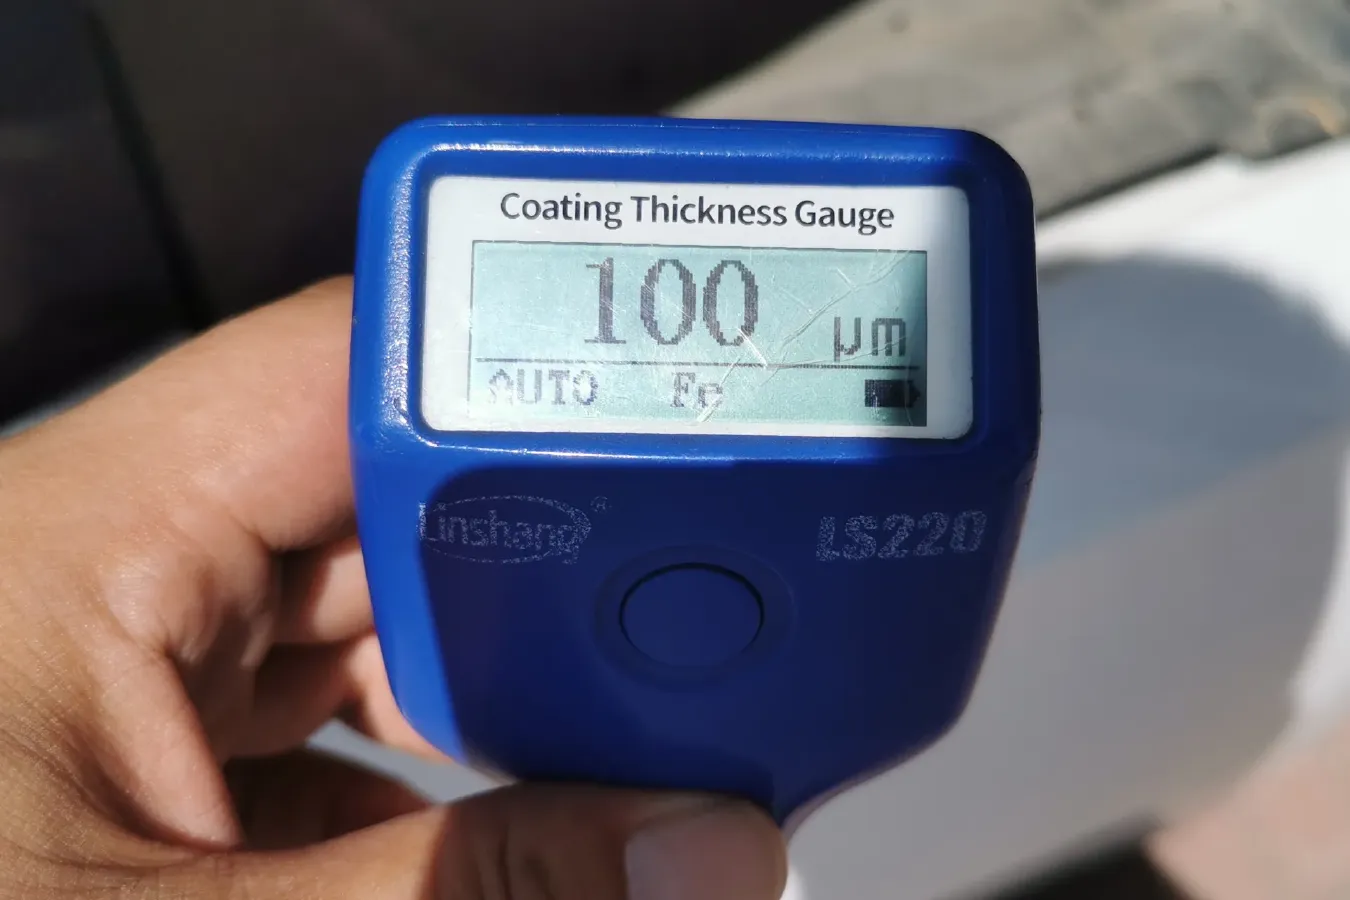 Coating Thickness Gauge
100 μm
AUTO Fe
Linshang® LS220